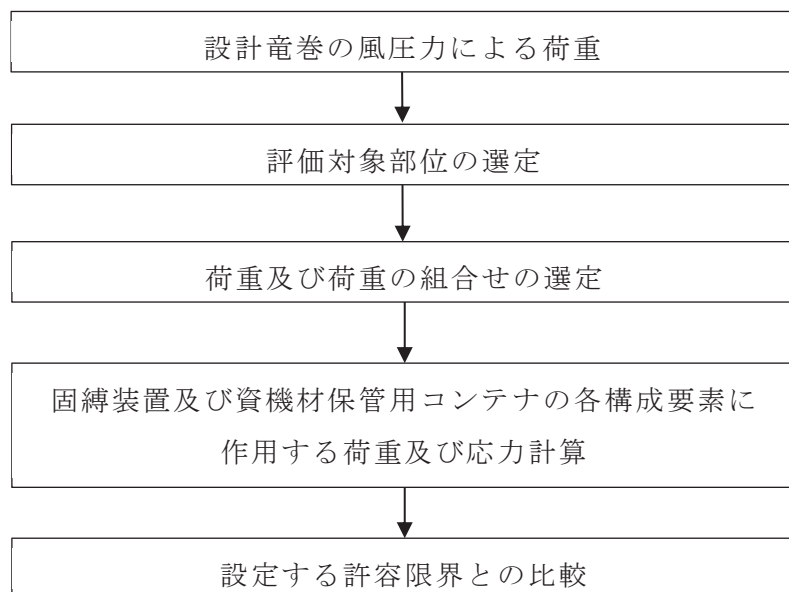 設計竜巻の風圧力による荷重
評価対象部位の選定
荷重及び荷重の組合せの選定
固縛装置及び資機材保管用コンテナの各構成要素に
作用する荷重及び応力計算
設定する許容限界との比較